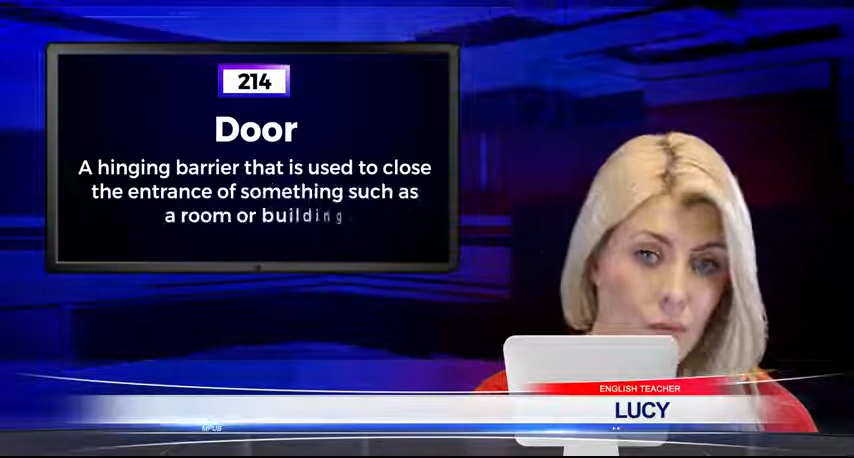 214
Door
A hinging barrier that is used to close
the entrance of something such as
a room or building
ENGLISH TEACHER
LUCY